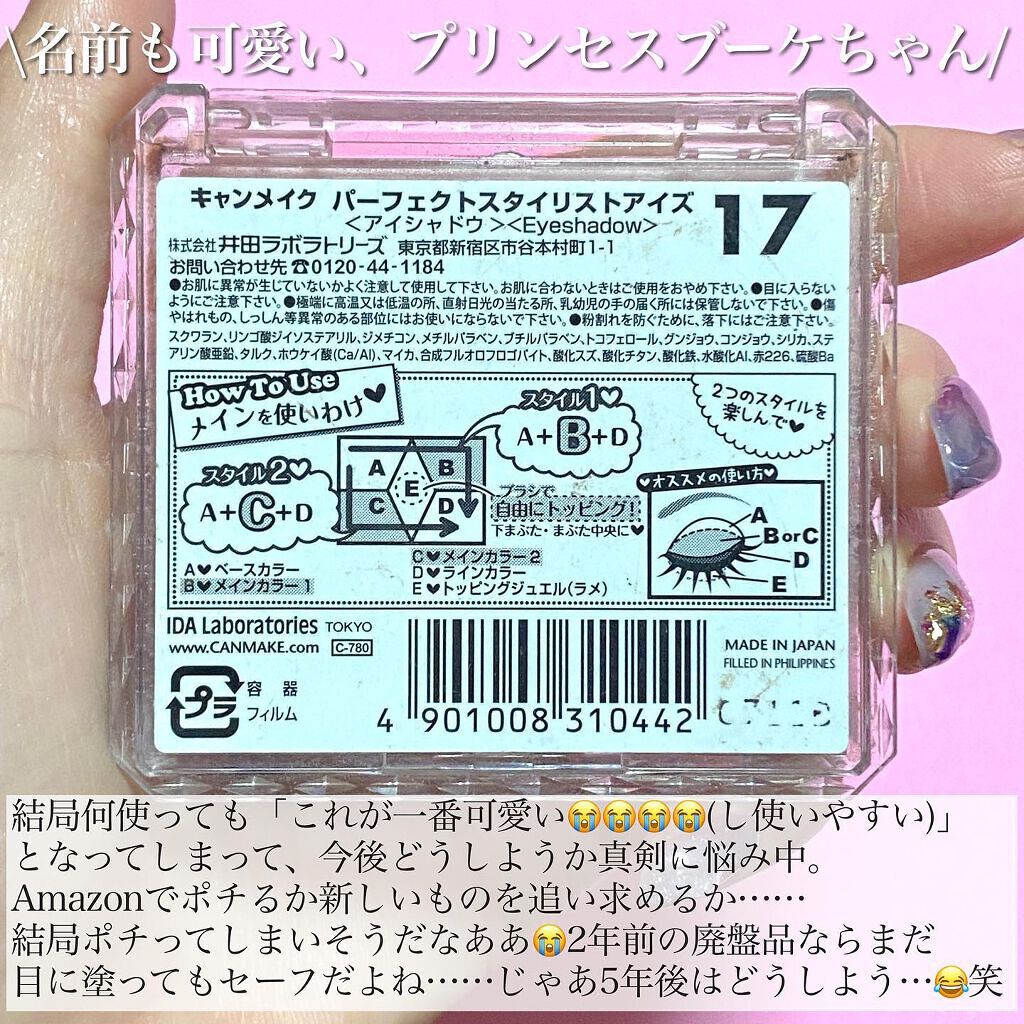 \名前も可愛い、プリンセスブーケちゃん/
キャンメイク パーフェクトスタイリストアイズ 17
＜アイシャドウ＞＜Eyeshadow＞
株式会社 井田ラボラトリーズ 東京都新宿区市谷本村町1-1
お問い合わせ先☎0120-44-1184
●お肌に異常が生じていないかよく注意して使用して下さい。お肌に合わないときはご使用をおやめ下さい。●目に入らない
ようにご注意下さい。●極端に高温又は低温の所、直射日光の当たる所、乳幼児の手の届く所には保管しないで下さい。●傷
やはれもの、しっしん等異常のある部位にはお使いにならないで下さい。●粉割れを防ぐために、落下にはご注意下さい。
スクワラン、リンゴ酸ジイソステアリル、ジメチコン、メチルパラベン、ブチルパラベン、トコフェロール、グンジョウ、コンジョウ、シリカ、ステ
アリン酸亜鉛、タルク、ホウケイ酸(Ca/Al)、マイカ、合成フルオロフロゴパイト、酸化スズ、酸化チタン、酸化鉄、水酸化Al、赤226、硫酸Ba
How To Use
メインを使いわけ♥
スタイル1♥
A+B+D
2つのスタイルを
楽しんで♥
スタイル2♥
A+C+D
A B
E
C D
ブラシで
自由にトッピング!
下まぶた・まぶた中央に♥
♥オススメの使い方♥
A
B or C
D
E
A♥ベースカラー
B♥メインカラー1
C♥メインカラー2
D♥ラインカラー
E♥トッピングジュエル(ラメ)
IDA Laboratories TOKYO
www.CANMAKE.com C-780
プラ
容器
フィルム
4 901008 310442
MADE IN JAPAN
FILLED IN PHILIPPINES
結局何使っても「これが一番可愛い😭😭😭😭(し使いやすい)」
となってしまって、今後どうしようか真剣に悩み中。
Amazonでポチるか新しいものを追い求めるか……
結局ポチってしまいそうだなああ😭2年前の廃盤品ならまだ
目に塗ってもセーフだよね……じゃあ5年後はどうしよう…😂笑